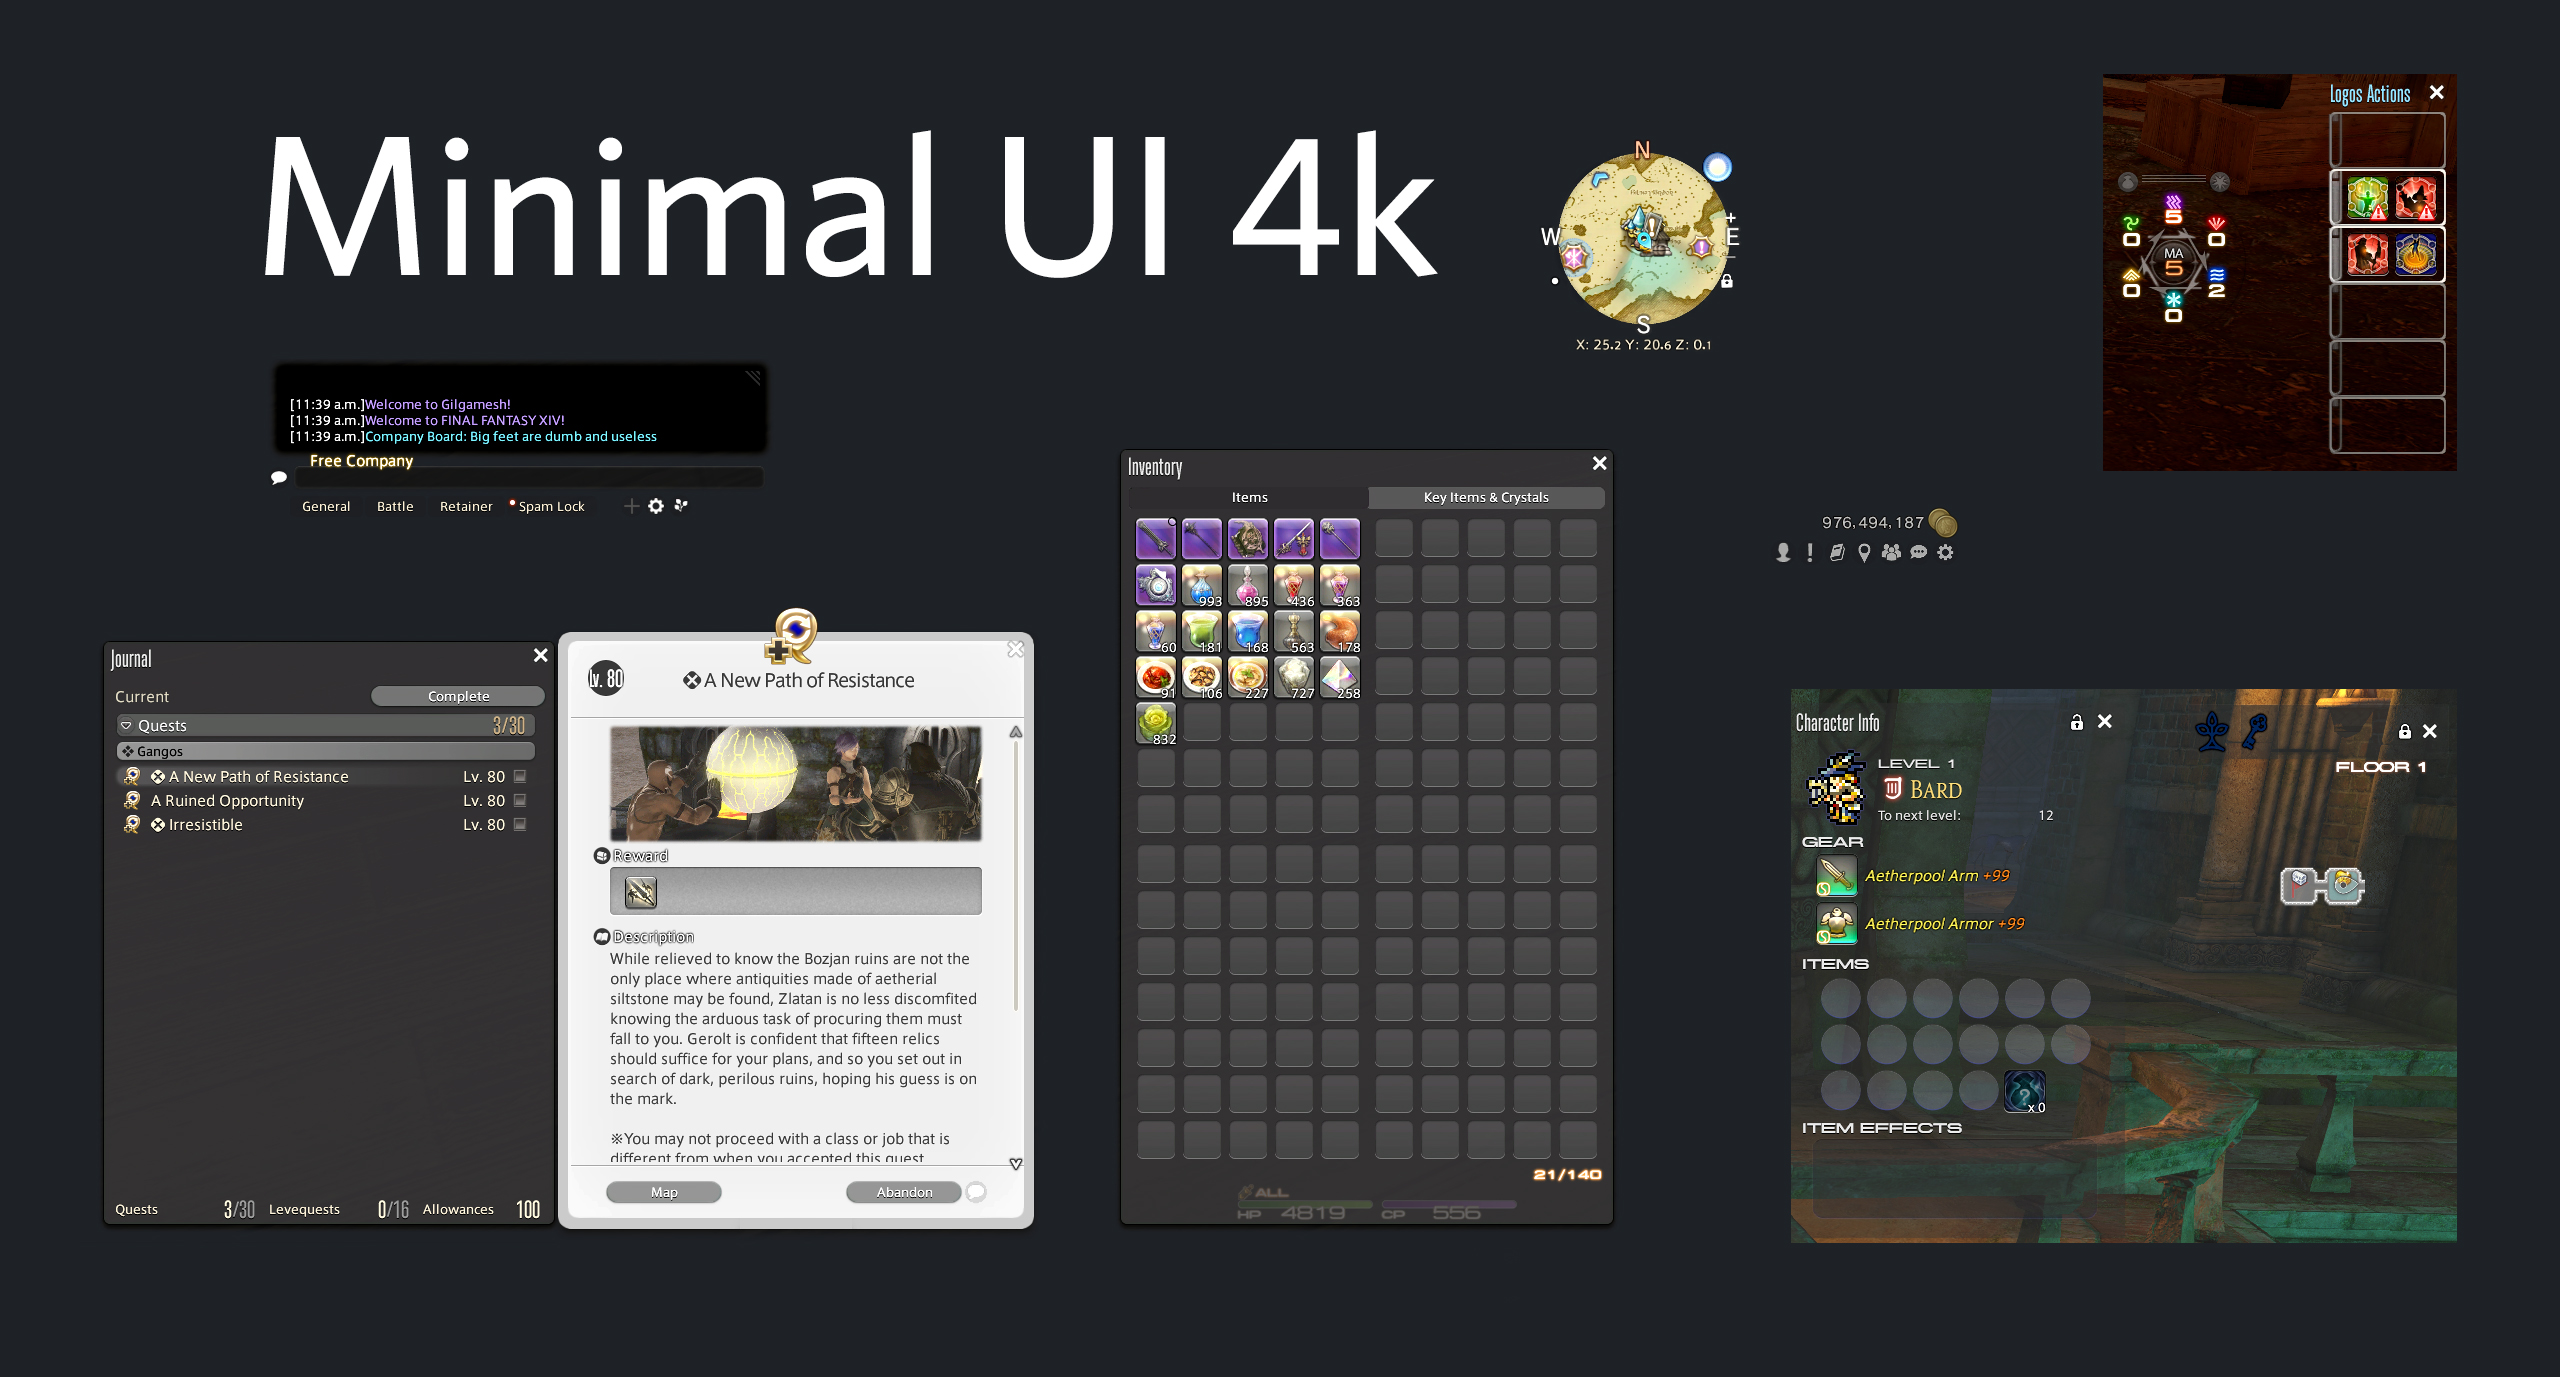 Minimal UI 4k
N
W
E
S
X: 25.2 Y: 20.6 Z: 0.1
Logos Actions
5
0
0
MA
5
0
2
0
[11:39 a.m.]Welcome to Gilgamesh!
[11:39 a.m.]Welcome to FINAL FANTASY XIV!
[11:39 a.m.]Company Board: Big feet are dumb and useless
Free Company
General Battle Retainer Spam Lock
976,494,187
Journal
Current Complete
Quests 3/30
Gangos
A New Path of Resistance Lv. 80
A Ruined Opportunity Lv. 80
Irresistible Lv. 80
Quests 3/30 Levequests 0/16 Allowances 100
Lv. 80
A New Path of Resistance
Reward
Description
While relieved to know the Bozjan ruins are not the
only place where antiquities made of aetherial
siltstone may be found, Zlatan is no less discomfited
knowing the arduous task of procuring them must
fall to you. Gerolt is confident that fifteen relics
should suffice for your plans, and so you set out in
search of dark, perilous ruins, hoping his guess is on
the mark.
※You may not proceed with a class or job that is
different from when you accepted this quest.
Map Abandon
Inventory
Items Key Items & Crystals
993 895 436 363
60 181 168 563 178
91 106 227 727 258
832
21/140
ALL
HP 4819 CP 556
Character Info
LEVEL 1
BARD
To next level: 12
GEAR
Aetherpool Arm +99
Aetherpool Armor +99
ITEMS
x 0
ITEM EFFECTS
FLOOR 1